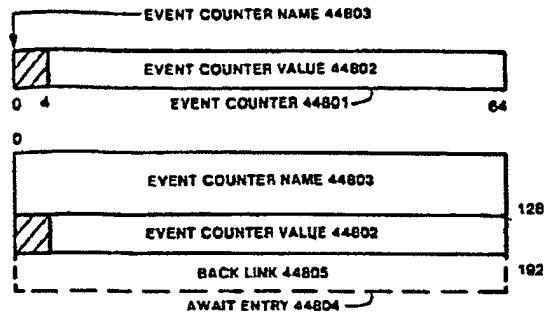 EVENT COUNTER NAME 44803
EVENT COUNTER VALUE 44802
0 4 EVENT COUNTER 44801 64
0
EVENT COUNTER NAME 44803
128
EVENT COUNTER VALUE 44802
BACK LINK 44805 192
AWAIT ENTRY 44804